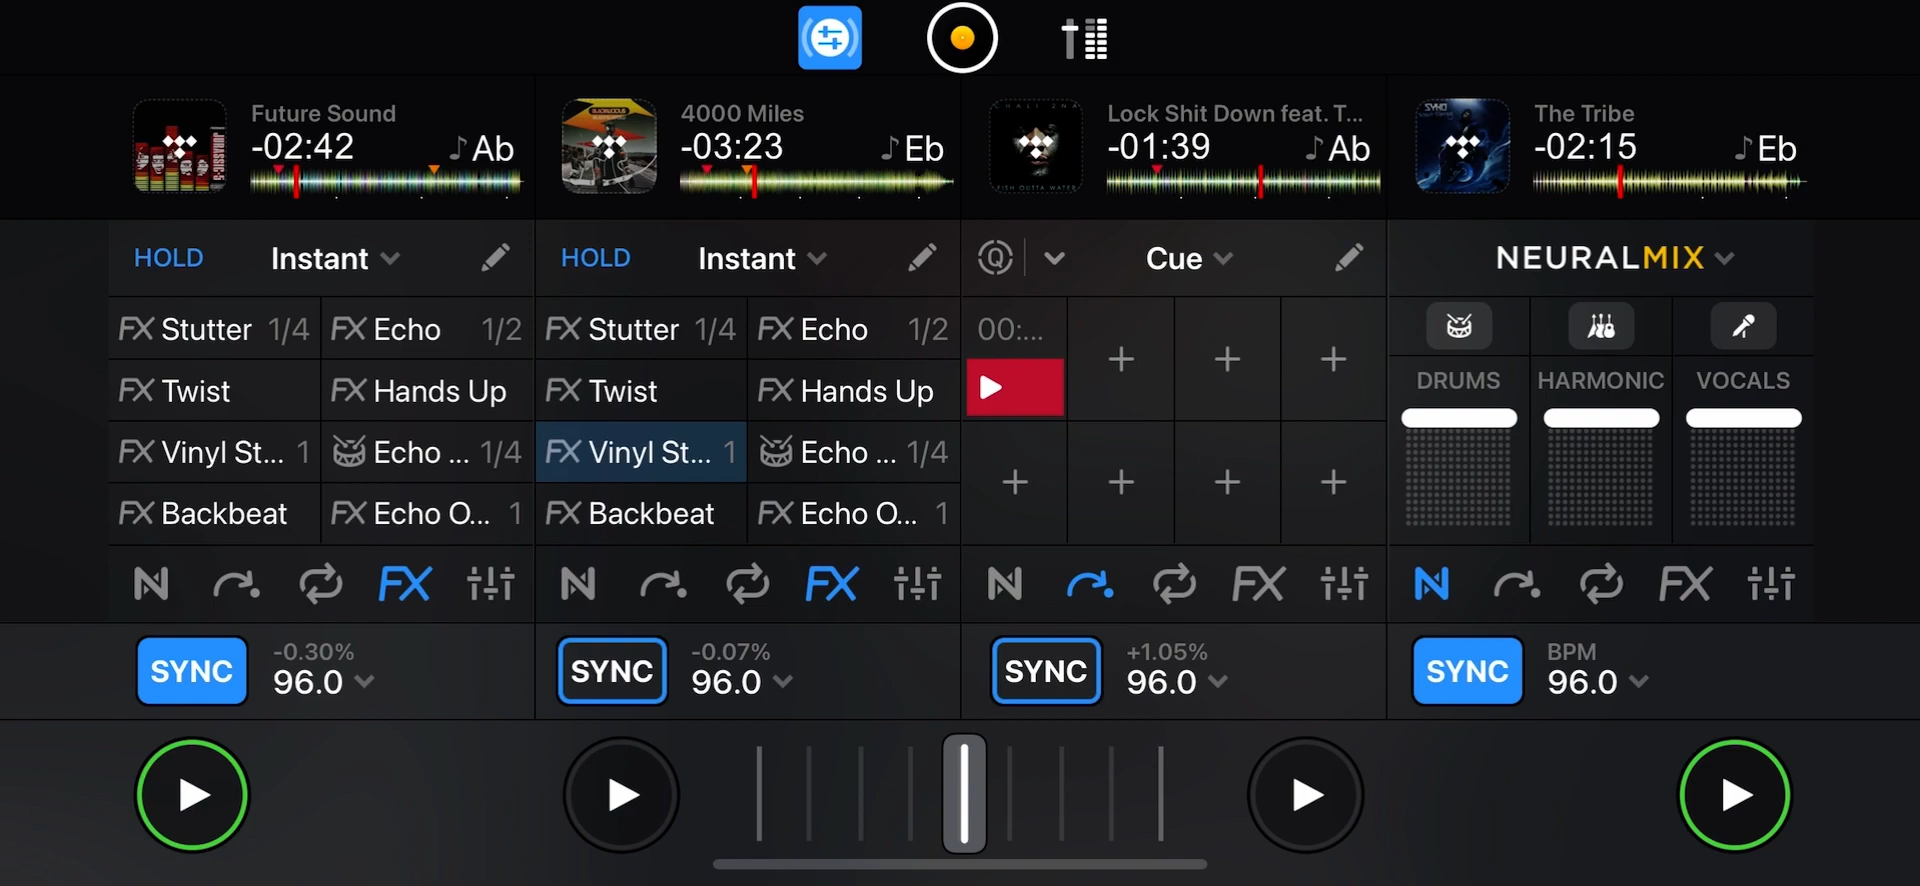 Future Sound
-02:42
Ab
4000 Miles
-03:23
Eb
Lock Shit Down feat. T...
-01:39
Ab
The Tribe
-02:15
Eb
HOLD
Instant
HOLD
Instant
Q
Cue
NEURALMIX
FX Stutter 1/4
FX Echo 1/2
FX Twist
FX Hands Up
FX Vinyl St... 1
Echo ... 1/4
FX Backbeat
FX Echo O... 1
FX Stutter 1/4
FX Echo 1/2
FX Twist
FX Hands Up
FX Vinyl St... 1
Echo ... 1/4
FX Backbeat
FX Echo O... 1
00:...
DRUMS
HARMONIC
VOCALS
N
FX
N
FX
N
FX
N
FX
SYNC
-0.30%
96.0
SYNC
-0.07%
96.0
SYNC
+1.05%
96.0
SYNC
BPM
96.0